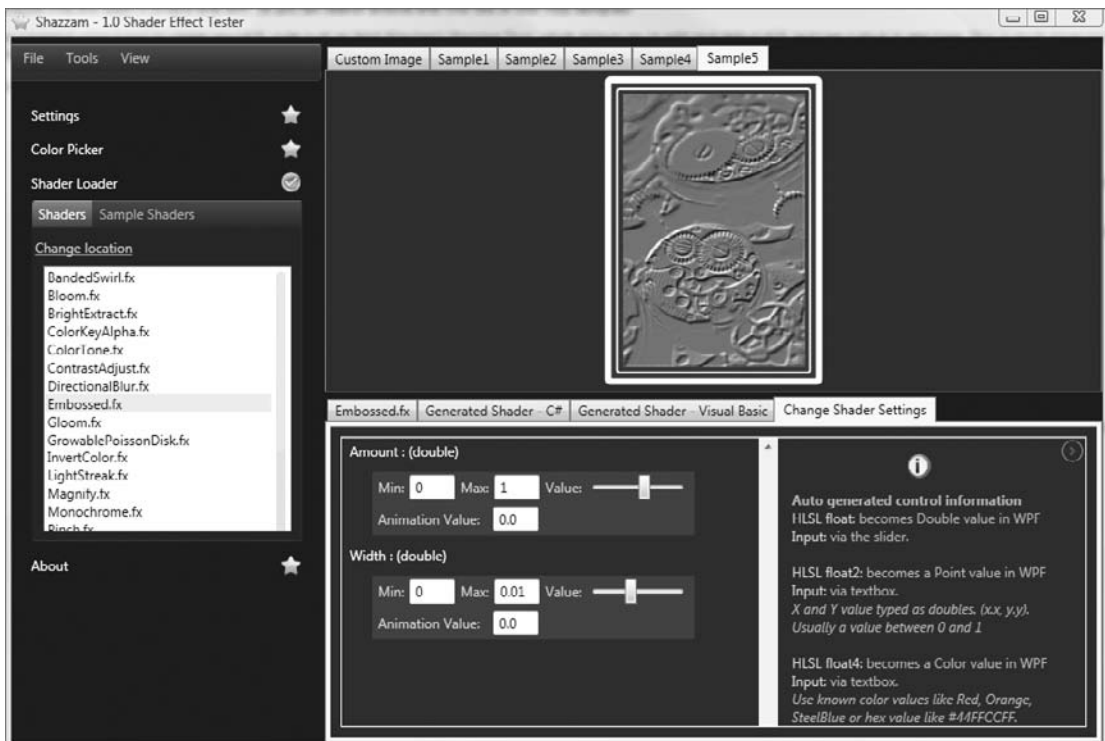 Shazzam - 1.0 Shader Effect Tester
File Tools View
Settings
Color Picker
Shader Loader
Shaders Sample Shaders
Change location
BandedSwirl.fx
Bloom.fx
BrightExtract.fx
ColorKeyAlpha.fx
ColorTone.fx
ContrastAdjust.fx
DirectionalBlur.fx
Embossed.fx
Gloom.fx
GrowablePoissonDisk.fx
InvertColor.fx
LightStreak.fx
Magnify.fx
Monochrome.fx
Pinch.fx
About
Custom Image Sample1 Sample2 Sample3 Sample4 Sample5
Embossed.fx Generated Shader - C# Generated Shader - Visual Basic Change Shader Settings
Amount : (double)
Min: 0 Max: 1 Value:
Animation Value: 0.0
Width : (double)
Min: 0 Max: 0.01 Value:
Animation Value: 0.0
Auto generated control information
HLSL float: becomes Double value in WPF
Input: via the slider.
HLSL float2: becomes a Point value in WPF
Input: via textbox.
X and Y value typed as doubles. (x.x, y.y).
Usually a value between 0 and 1
HLSL float4: becomes a Color value in WPF
Input: via textbox.
Use known color values like Red, Orange,
SteelBlue or hex value like #44FFCCFF.